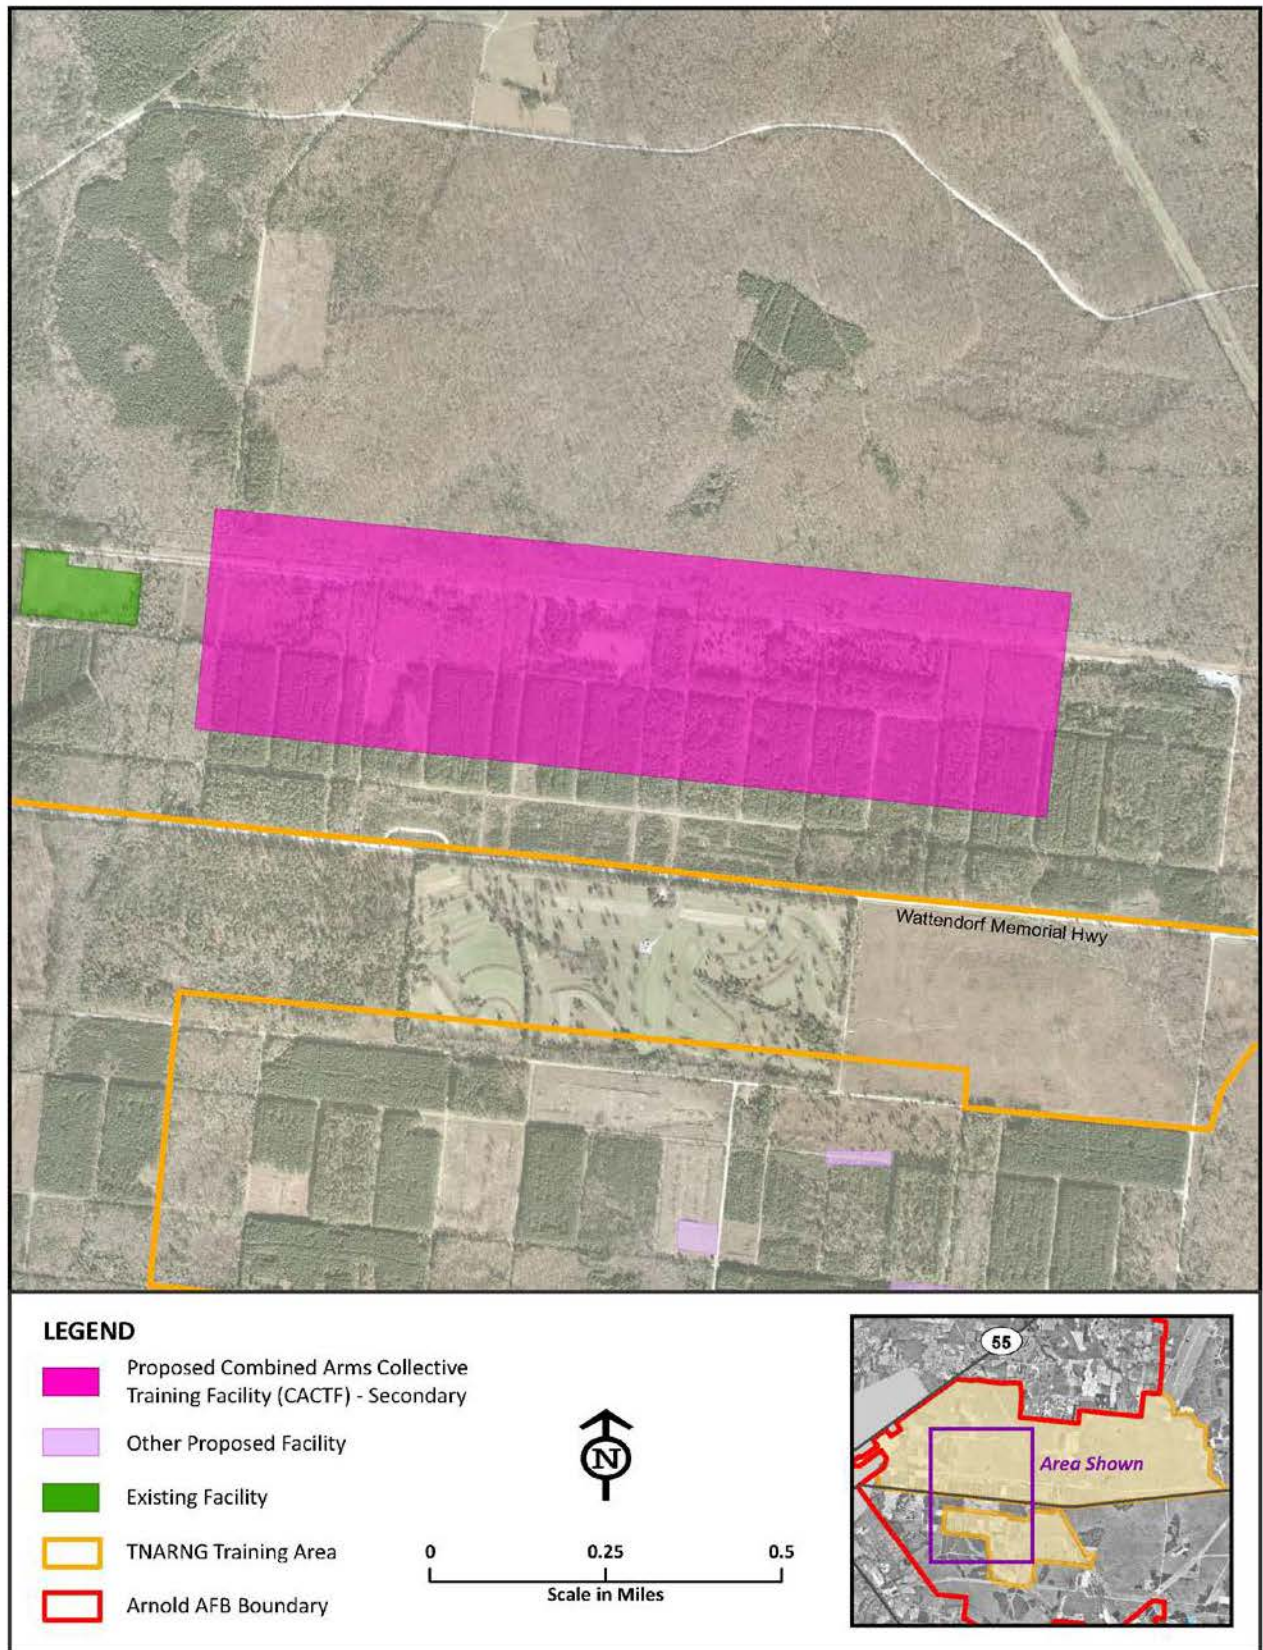 Wattendorf Memorial Hwy
LEGEND
Proposed Combined Arms Collective
Training Facility (CACTF) - Secondary
Other Proposed Facility
Existing Facility
TNARNG Training Area
Arnold AFB Boundary
N
0 0.25 0.5
Scale in Miles
55
Area Shown